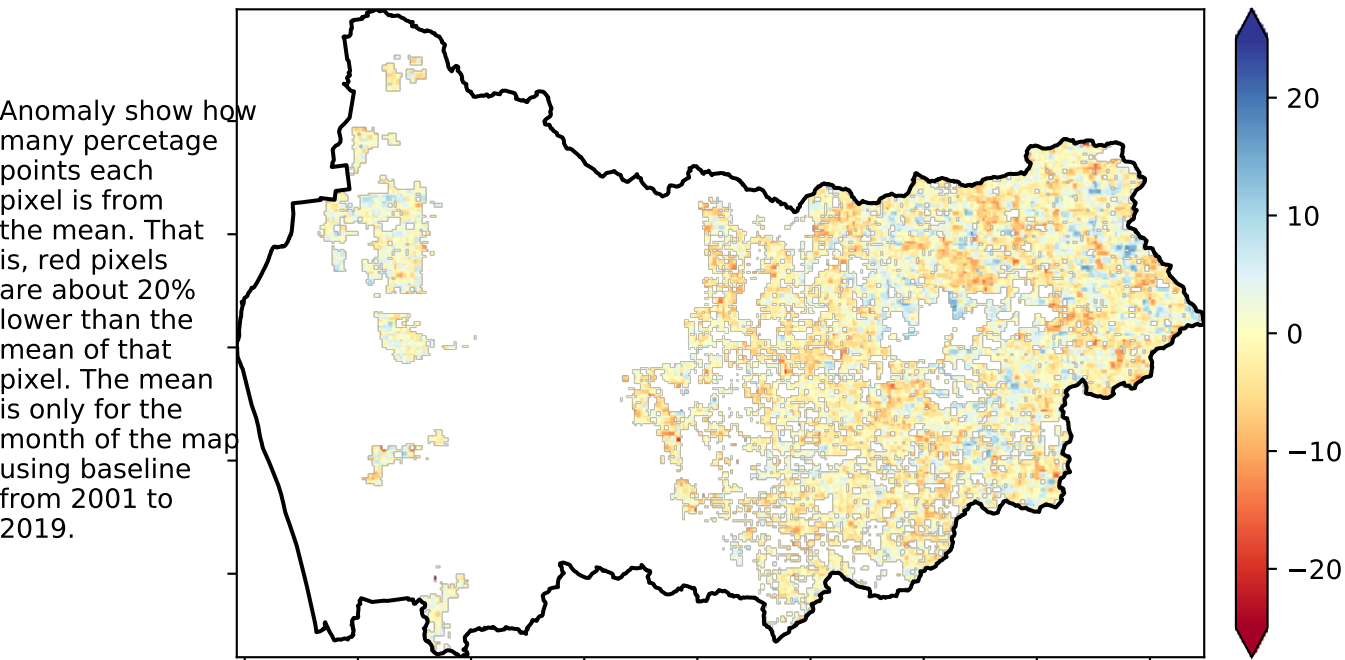 Anomaly show how
many percetage
points each
pixel is from
the mean. That
is, red pixels
are about 20%
lower than the
mean of that
pixel. The mean
is only for the
month of the map
using baseline
from 2001 to
2019.
20
10
0
−10
−20